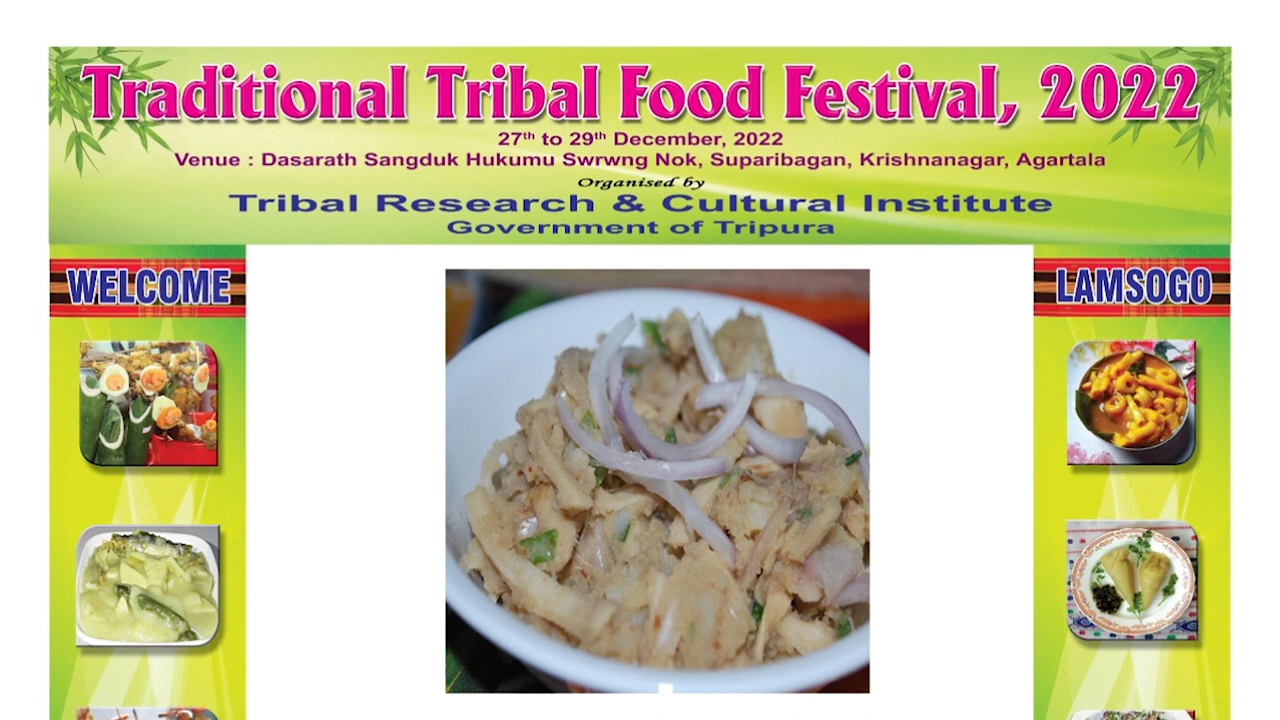 Traditional Tribal Food Festival, 2022
27th to 29th December, 2022
Venue : Dasarath Sangduk Hukumu Swrwng Nok, Suparibagan, Krishnanagar, Agartala
Organised by
Tribal Research & Cultural Institute
Government of Tripura
WELCOME
LAMSOGO